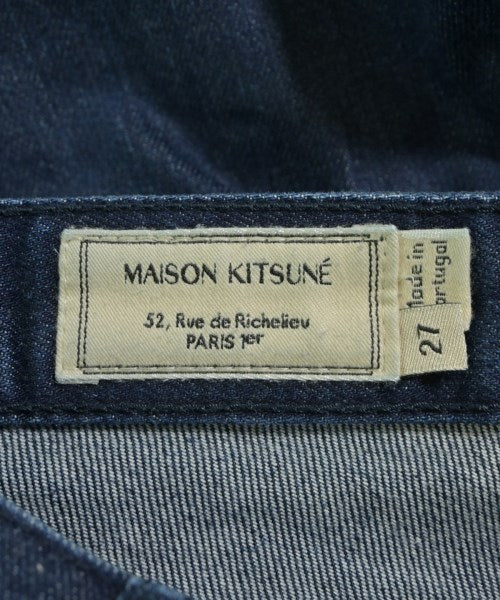 MAISON KITSUNÉ
52, Rue de Richelieu
PARIS 1er
Made in
Portugal
27